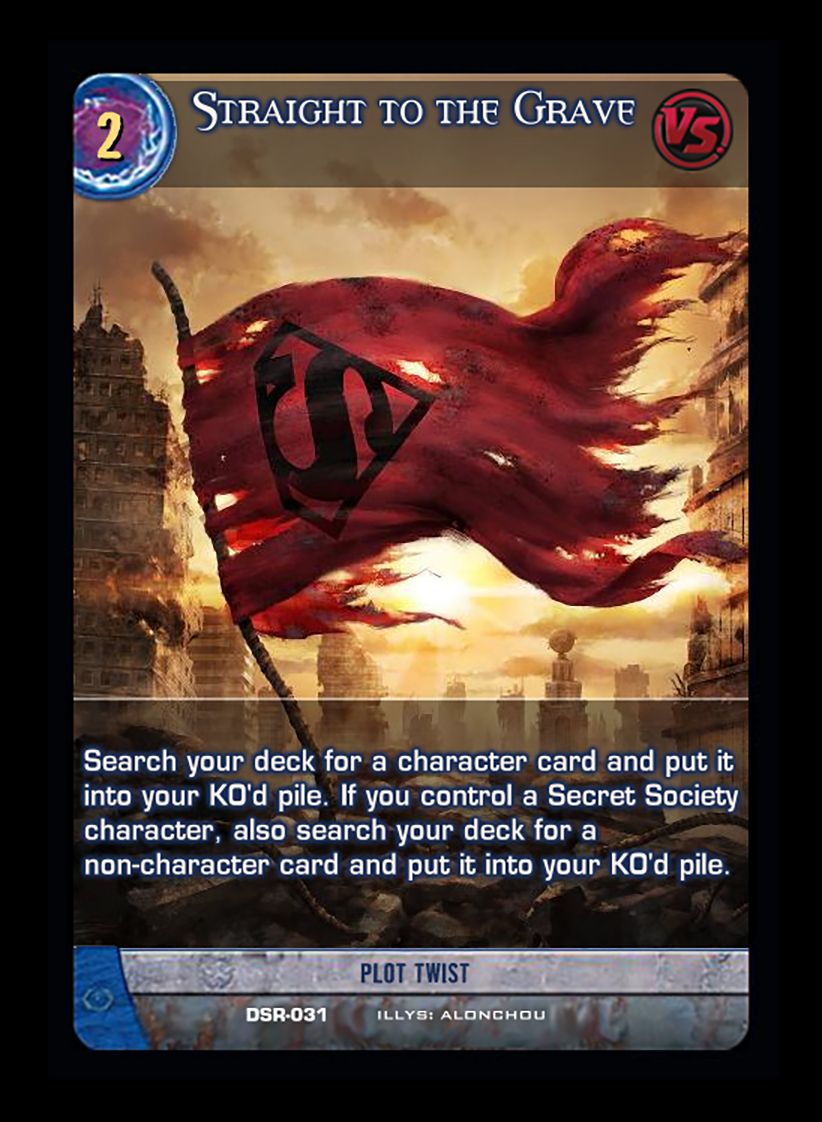 2
Straight to the Grave
VS.
S
Search your deck for a character card and put it
into your KO'd pile. If you control a Secret Society
character, also search your deck for a
non-character card and put it into your KO'd pile.
PLOT TWIST
DSR-031 ILLYS: ALONCHOU